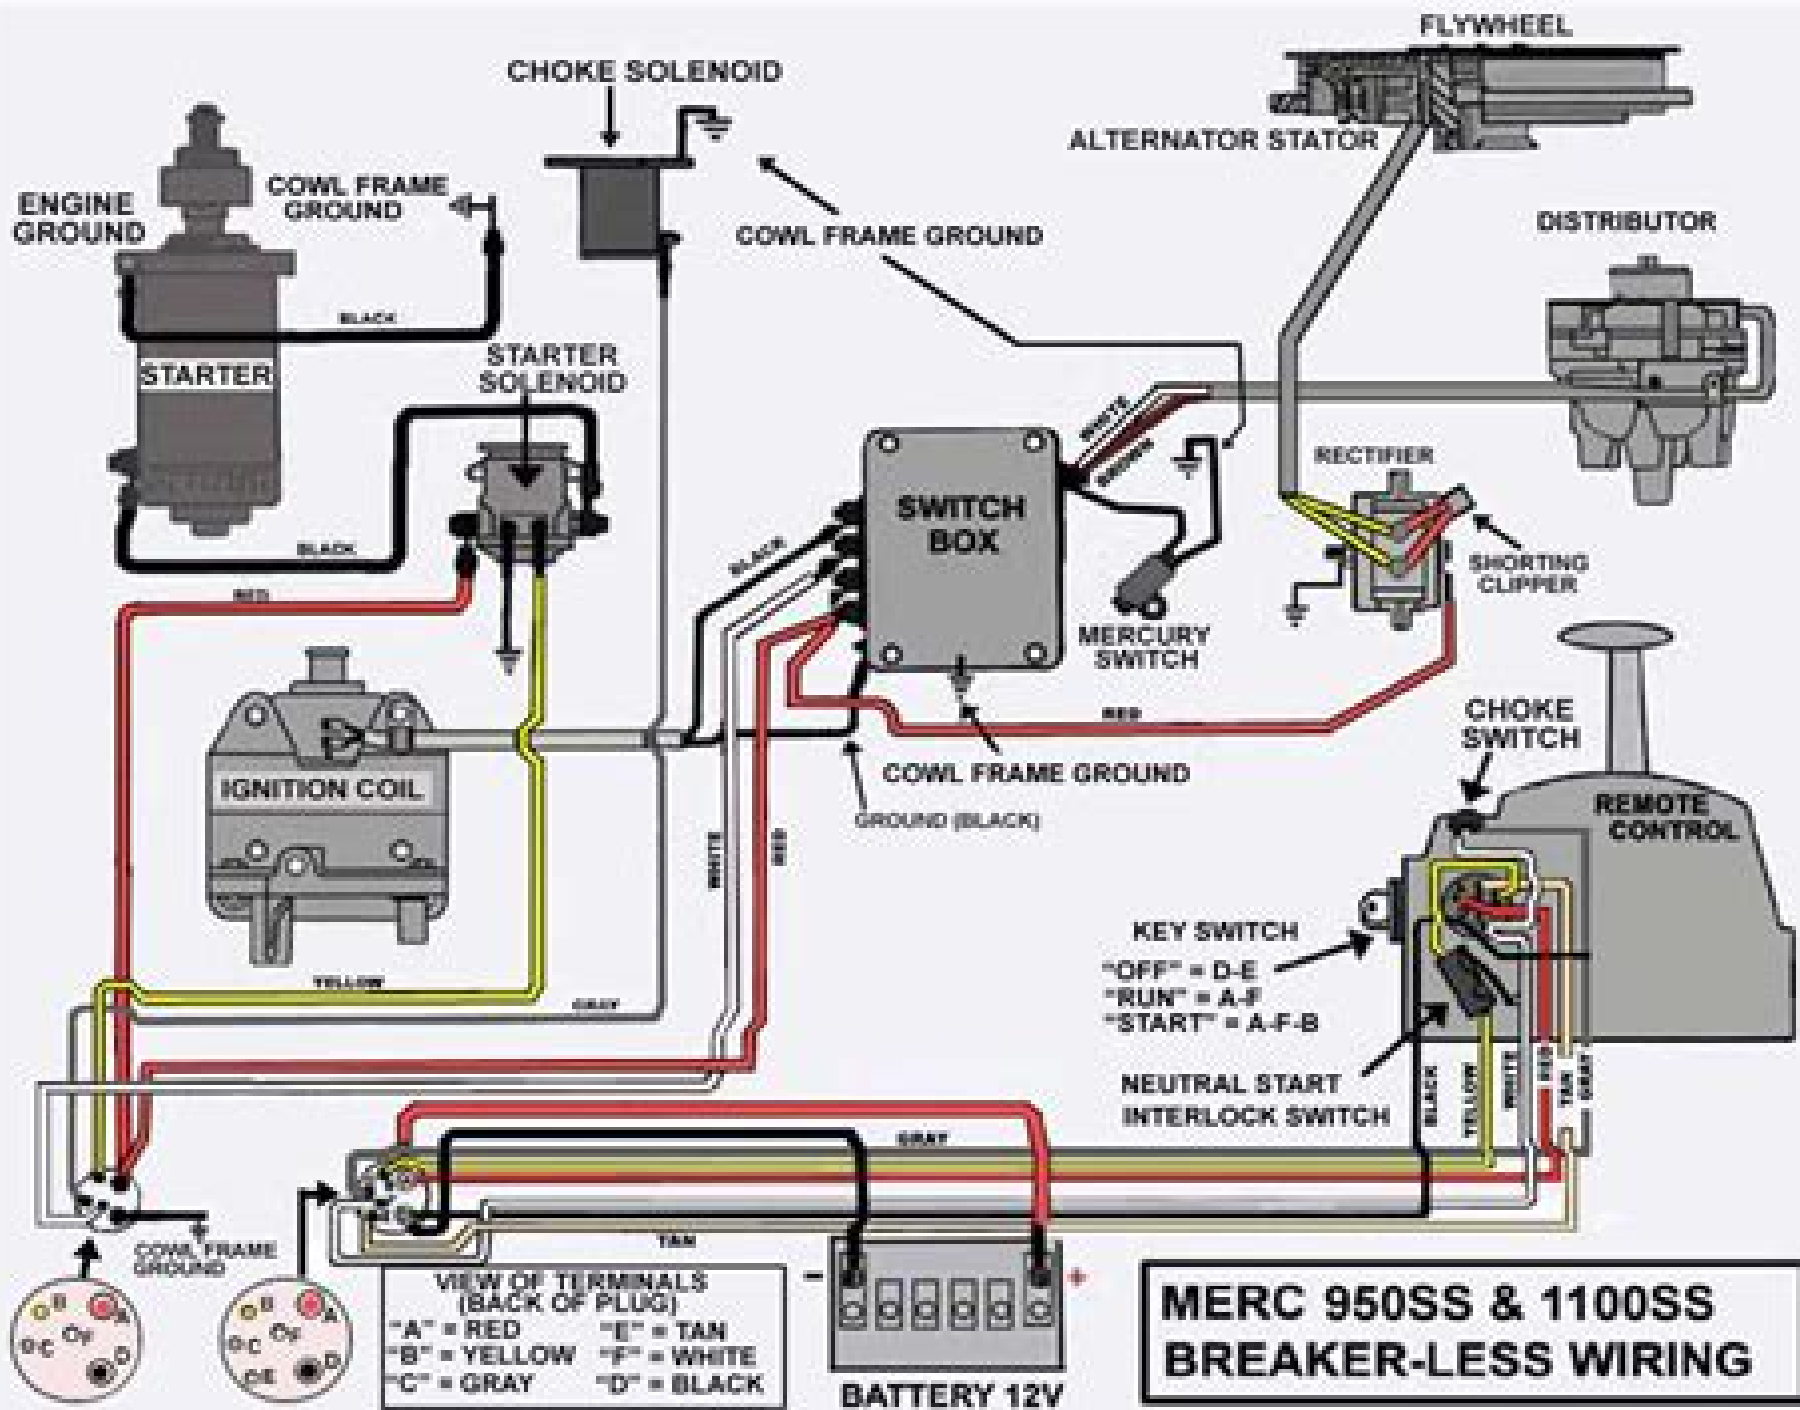 FLYWHEEL
CHOKE SOLENOID
ALTERNATOR STATOR
COWL FRAME
GROUND
ENGINE
GROUND
DISTRIBUTOR
COWL FRAME GROUND
BLACK
STARTER
SOLENOID
STARTER
WHITE
BROWN
RECTIFIER
SWITCH
BOX
BLACK
BLACK
SHORTING
CLIPPER
RED
MERCURY
SWITCH
RED
CHOKE
SWITCH
COWL FRAME GROUND
IGNITION COIL
REMOTE
CONTROL
GROUND (BLACK)
WHITE
RED
KEY SWITCH
"OFF" = D-E
"RUN" = A-F
"START" = A-F-B
YELLOW
GRAY
NEUTRAL START
INTERLOCK SWITCH
BLACK
YELLOW
WHITE
RED
TAN
GRAY
GRAY
TAN
COWL FRAME
GROUND
B
A
C
F
D
B
A
C
F
E
D
VIEW OF TERMINALS
(BACK OF PLUG)
"A" = RED "E" = TAN
"B" = YELLOW "F" = WHITE
"C" = GRAY "D" = BLACK
- +
BATTERY 12V
MERC 950SS & 1100SS
BREAKER-LESS WIRING